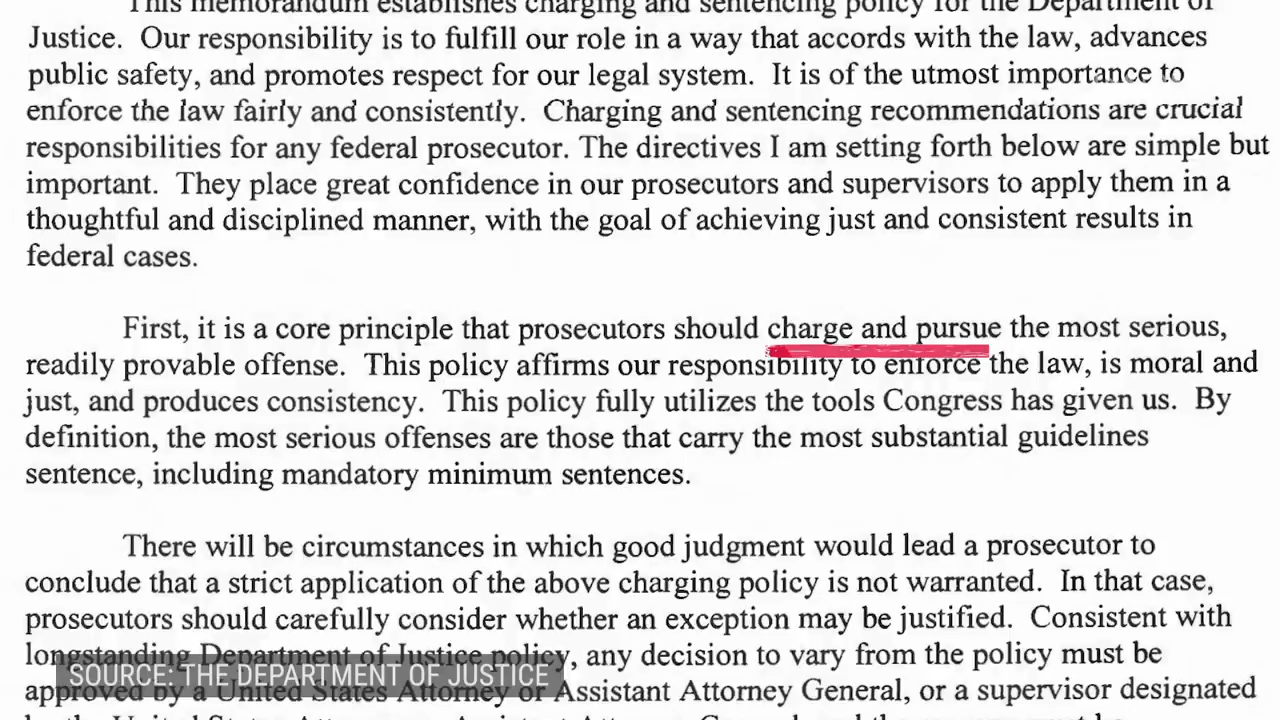 This memorandum establishes charging and sentencing policy for the Department of
Justice. Our responsibility is to fulfill our role in a way that accords with the law, advances
public safety, and promotes respect for our legal system. It is of the utmost importance to
enforce the law fairly and consistently. Charging and sentencing recommendations are crucial
responsibilities for any federal prosecutor. The directives I am setting forth below are simple but
important. They place great confidence in our prosecutors and supervisors to apply them in a
thoughtful and disciplined manner, with the goal of achieving just and consistent results in
federal cases.
First, it is a core principle that prosecutors should charge and pursue the most serious,
readily provable offense. This policy affirms our responsibility to enforce the law, is moral and
just, and produces consistency. This policy fully utilizes the tools Congress has given us. By
definition, the most serious offenses are those that carry the most substantial guidelines
sentence, including mandatory minimum sentences.
There will be circumstances in which good judgment would lead a prosecutor to
conclude that a strict application of the above charging policy is not warranted. In that case,
prosecutors should carefully consider whether an exception may be justified. Consistent with
longstanding Department of Justice policy, any decision to vary from the policy must be
approved by a United States Attorney or Assistant Attorney General, or a supervisor designated
SOURCE: THE DEPARTMENT OF JUSTICE